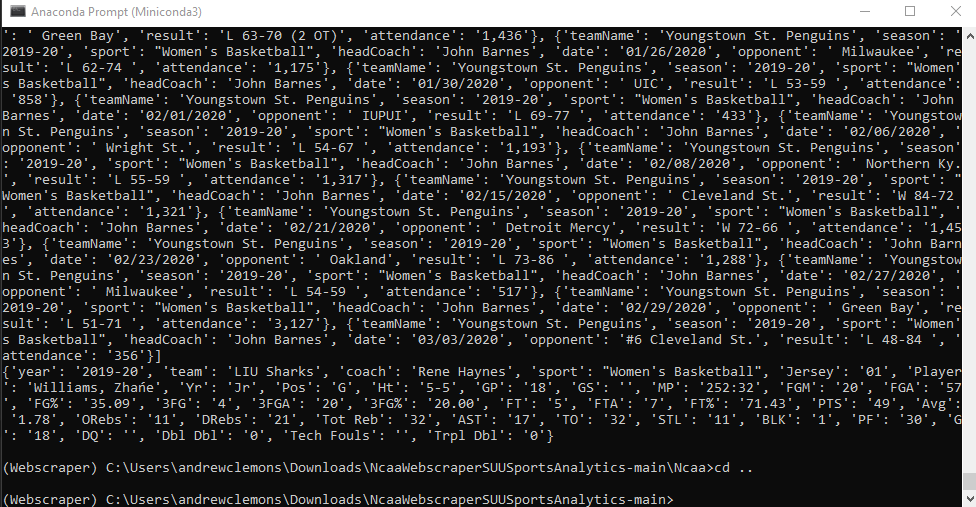 Anaconda Prompt (Miniconda3)
': ' Green Bay', 'result': 'L 63-70 (2 OT)', 'attendance': '1,436'}, {'teamName': 'Youngstown St. Penguins', 'season': '
2019-20', 'sport': "Women's Basketball", 'headCoach': 'John Barnes', 'date': '01/26/2020', 'opponent': ' Milwaukee', 're
sult': 'L 62-74 ', 'attendance': '1,175'}, {'teamName': 'Youngstown St. Penguins', 'season': '2019-20', 'sport': "Women'
s Basketball", 'headCoach': 'John Barnes', 'date': '01/30/2020', 'opponent': ' UIC', 'result': 'L 53-59 ', 'attendance':
'858'}, {'teamName': 'Youngstown St. Penguins', 'season': '2019-20', 'sport': "Women's Basketball", 'headCoach': 'John
Barnes', 'date': '02/01/2020', 'opponent': ' IUPUI', 'result': 'L 69-77 ', 'attendance': '433'}, {'teamName': 'Youngstow
n St. Penguins', 'season': '2019-20', 'sport': "Women's Basketball", 'headCoach': 'John Barnes', 'date': '02/06/2020', '
opponent': ' Wright St.', 'result': 'L 54-67 ', 'attendance': '1,193'}, {'teamName': 'Youngstown St. Penguins', 'season'
: '2019-20', 'sport': "Women's Basketball", 'headCoach': 'John Barnes', 'date': '02/08/2020', 'opponent': ' Northern Ky.
', 'result': 'L 55-59 ', 'attendance': '1,317'}, {'teamName': 'Youngstown St. Penguins', 'season': '2019-20', 'sport': "
Women's Basketball", 'headCoach': 'John Barnes', 'date': '02/15/2020', 'opponent': ' Cleveland St.', 'result': 'W 84-72
', 'attendance': '1,321'}, {'teamName': 'Youngstown St. Penguins', 'season': '2019-20', 'sport': "Women's Basketball", '
headCoach': 'John Barnes', 'date': '02/21/2020', 'opponent': ' Detroit Mercy', 'result': 'W 72-66 ', 'attendance': '1,45
3'}, {'teamName': 'Youngstown St. Penguins', 'season': '2019-20', 'sport': "Women's Basketball", 'headCoach': 'John Barn
es', 'date': '02/23/2020', 'opponent': ' Oakland', 'result': 'L 73-86 ', 'attendance': '1,288'}, {'teamName': 'Youngstow
n St. Penguins', 'season': '2019-20', 'sport': "Women's Basketball", 'headCoach': 'John Barnes', 'date': '02/27/2020', '
opponent': ' Milwaukee', 'result': 'L 54-59 ', 'attendance': '517'}, {'teamName': 'Youngstown St. Penguins', 'season': '
2019-20', 'sport': "Women's Basketball", 'headCoach': 'John Barnes', 'date': '02/29/2020', 'opponent': ' Green Bay', 're
sult': 'L 51-71 ', 'attendance': '3,127'}, {'teamName': 'Youngstown St. Penguins', 'season': '2019-20', 'sport': "Women'
s Basketball", 'headCoach': 'John Barnes', 'date': '03/03/2020', 'opponent': '#6 Cleveland St.', 'result': 'L 48-84 ', '
attendance': '356'}]
{'year': '2019-20', 'team': 'LIU Sharks', 'coach': 'Rene Haynes', 'sport': "Women's Basketball", 'Jersey': '01', 'Player
': 'Williams, Zhańe', 'Yr': 'Jr', 'Pos': 'G', 'Ht': '5-5', 'GP': '18', 'GS': '', 'MP': '252:32', 'FGM': '20', 'FGA': '57
', 'FG%': '35.09', '3FG': '4', '3FGA': '20', '3FG%': '20.00', 'FT': '5', 'FTA': '7', 'FT%': '71.43', 'PTS': '49', 'Avg':
'1.78', 'ORebs': '11', 'DRebs': '21', 'Tot Reb': '32', 'AST': '17', 'TO': '32', 'STL': '11', 'BLK': '1', 'PF': '30', 'G'
: '18', 'DQ': '', 'Dbl Dbl': '0', 'Tech Fouls': '', 'Trpl Dbl': '0'}
(Webscraper) C:\Users\andrewclemons\Downloads\NcaaWebscraperSUUSportsAnalytics-main\Ncaa>cd ..
(Webscraper) C:\Users\andrewclemons\Downloads\NcaaWebscraperSUUSportsAnalytics-main>